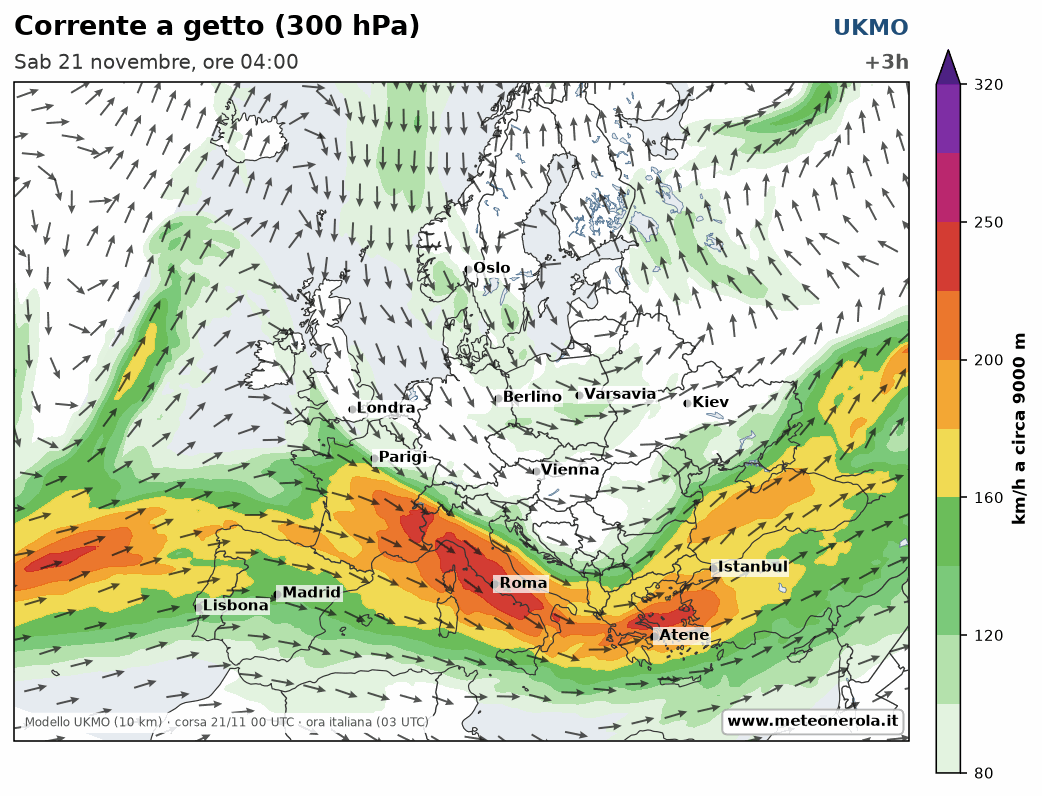 Corrente a getto (300 hPa)
UKMO
Sab 21 novembre, ore 04:00
+3h
320
250
200
160
120
80
km/h a circa 9000 m
Oslo
Berlino
Varsavia
Kiev
Londra
Parigi
Vienna
Istanbul
Roma
Madrid
Lisbona
Atene
Modello UKMO (10 km) · corsa 21/11 00 UTC · ora italiana (03 UTC)
www.meteonerola.it